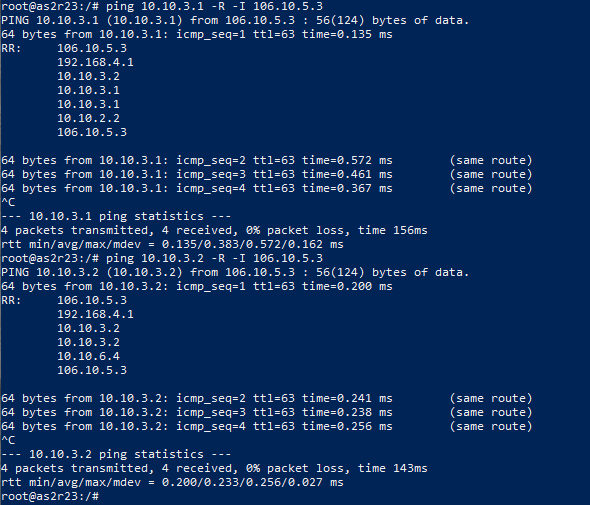 root@as2r23:/# ping 10.10.3.1 -R -I 106.10.5.3
PING 10.10.3.1 (10.10.3.1) from 106.10.5.3 : 56(124) bytes of data.
64 bytes from 10.10.3.1: icmp_seq=1 ttl=63 time=0.135 ms
RR:     106.10.5.3
        192.168.4.1
        10.10.3.2
        10.10.3.1
        10.10.3.1
        10.10.2.2
        106.10.5.3

64 bytes from 10.10.3.1: icmp_seq=2 ttl=63 time=0.572 ms        (same route)
64 bytes from 10.10.3.1: icmp_seq=3 ttl=63 time=0.461 ms        (same route)
64 bytes from 10.10.3.1: icmp_seq=4 ttl=63 time=0.367 ms        (same route)
^C
--- 10.10.3.1 ping statistics ---
4 packets transmitted, 4 received, 0% packet loss, time 156ms
rtt min/avg/max/mdev = 0.135/0.383/0.572/0.162 ms
root@as2r23:/# ping 10.10.3.2 -R -I 106.10.5.3
PING 10.10.3.2 (10.10.3.2) from 106.10.5.3 : 56(124) bytes of data.
64 bytes from 10.10.3.2: icmp_seq=1 ttl=63 time=0.200 ms
RR:     106.10.5.3
        192.168.4.1
        10.10.3.2
        10.10.3.2
        10.10.6.4
        106.10.5.3

64 bytes from 10.10.3.2: icmp_seq=2 ttl=63 time=0.241 ms        (same route)
64 bytes from 10.10.3.2: icmp_seq=3 ttl=63 time=0.238 ms        (same route)
64 bytes from 10.10.3.2: icmp_seq=4 ttl=63 time=0.256 ms        (same route)
^C
--- 10.10.3.2 ping statistics ---
4 packets transmitted, 4 received, 0% packet loss, time 143ms
rtt min/avg/max/mdev = 0.200/0.233/0.256/0.027 ms
root@as2r23:/#